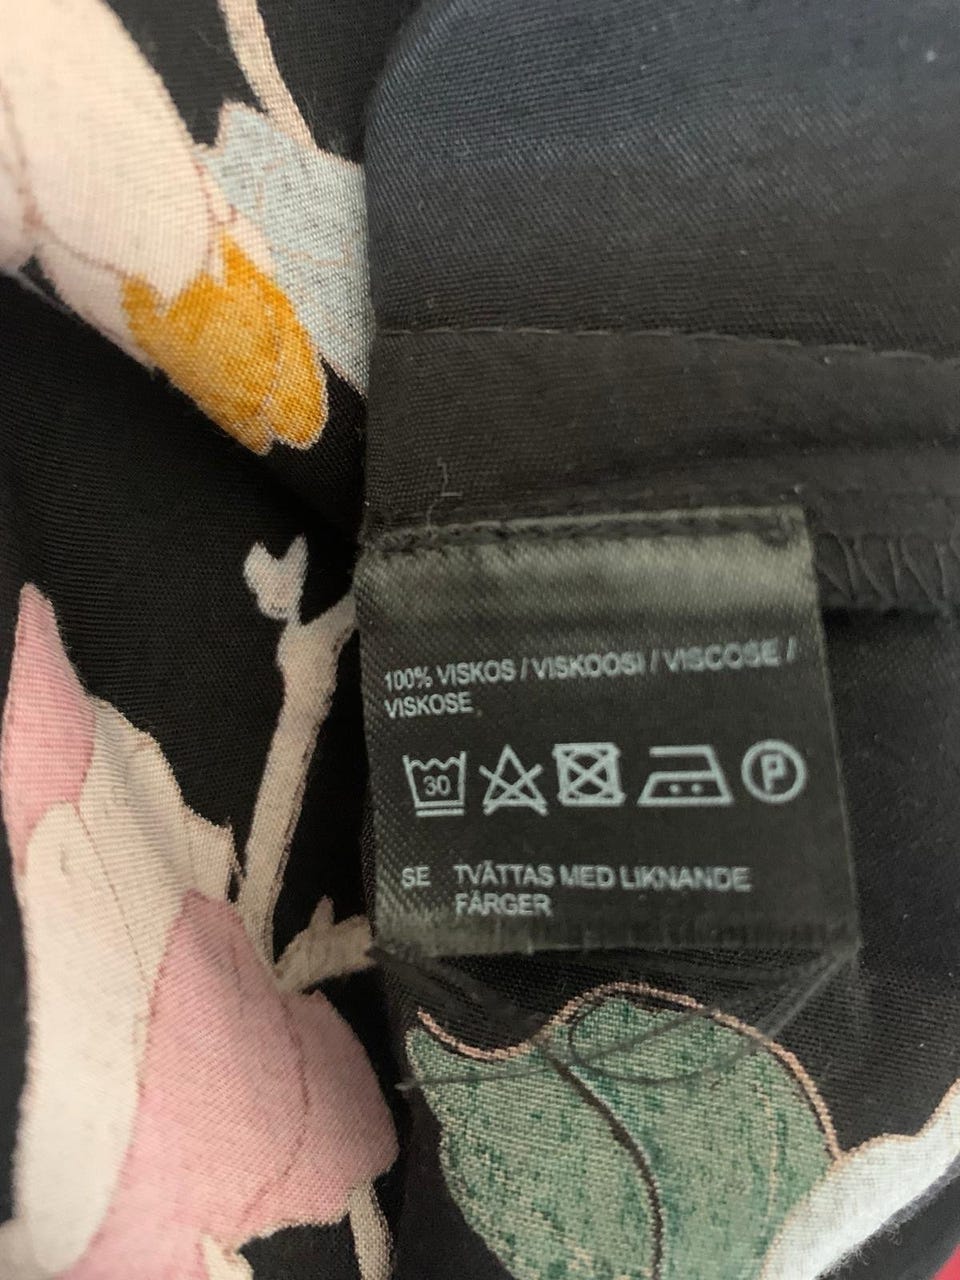 100% VISKOS / VISKOOSI / VISCOSE /
VISKOSE
30 P
SE TVÄTTAS MED LIKNANDE
FÄRGER